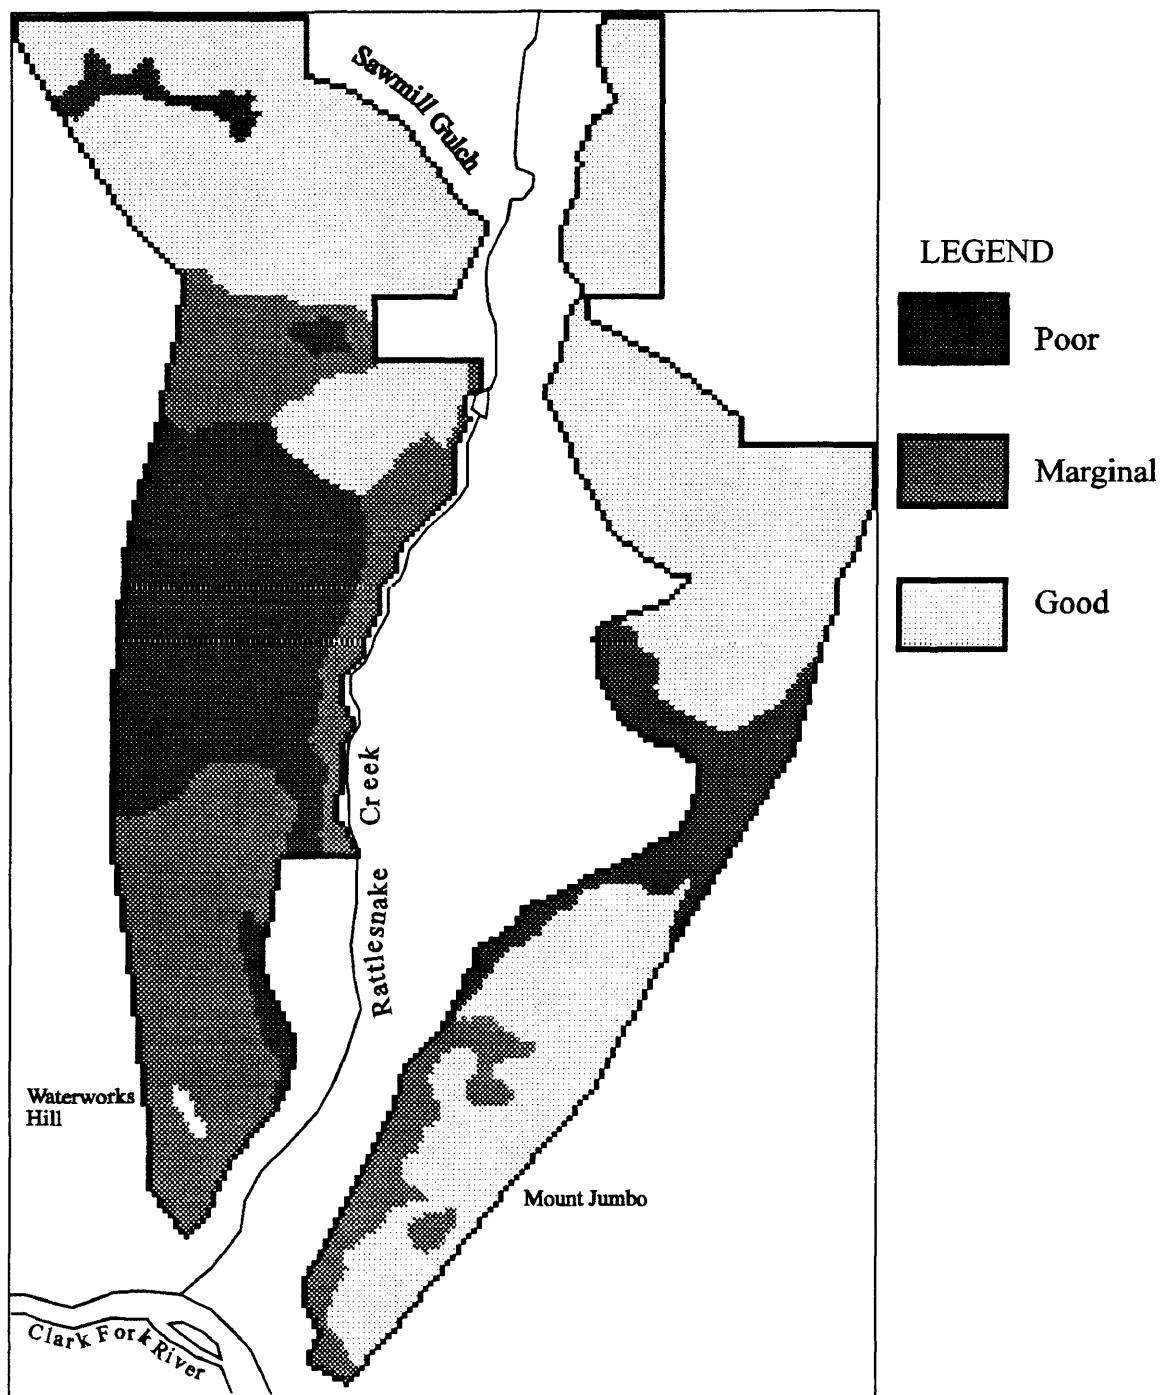 Sawmill Gulch
LEGEND
Poor
Marginal
Good
Rattlesnake Creek
Waterworks
Hill
Mount Jumbo
Clark Fork River